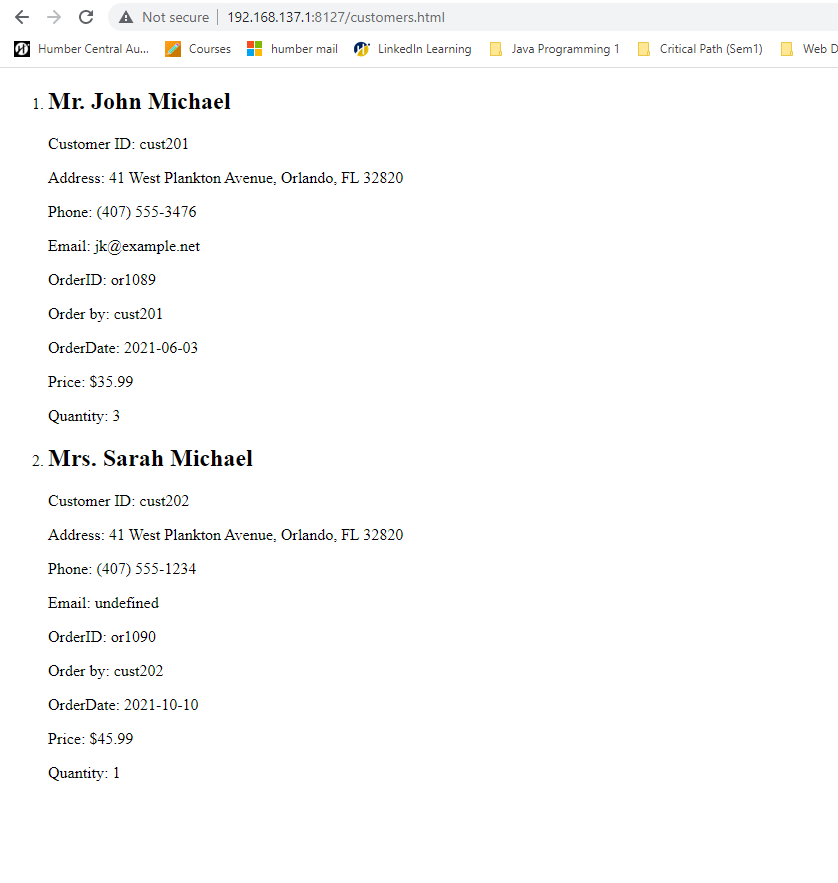 Not secure | 192.168.137.1:8127/customers.html
Humber Central Au... Courses humber mail LinkedIn Learning Java Programming 1 Critical Path (Sem1) Web D
1. Mr. John Michael
Customer ID: cust201
Address: 41 West Plankton Avenue, Orlando, FL 32820
Phone: (407) 555-3476
Email: jk@example.net
OrderID: or1089
Order by: cust201
OrderDate: 2021-06-03
Price: $35.99
Quantity: 3
2. Mrs. Sarah Michael
Customer ID: cust202
Address: 41 West Plankton Avenue, Orlando, FL 32820
Phone: (407) 555-1234
Email: undefined
OrderID: or1090
Order by: cust202
OrderDate: 2021-10-10
Price: $45.99
Quantity: 1